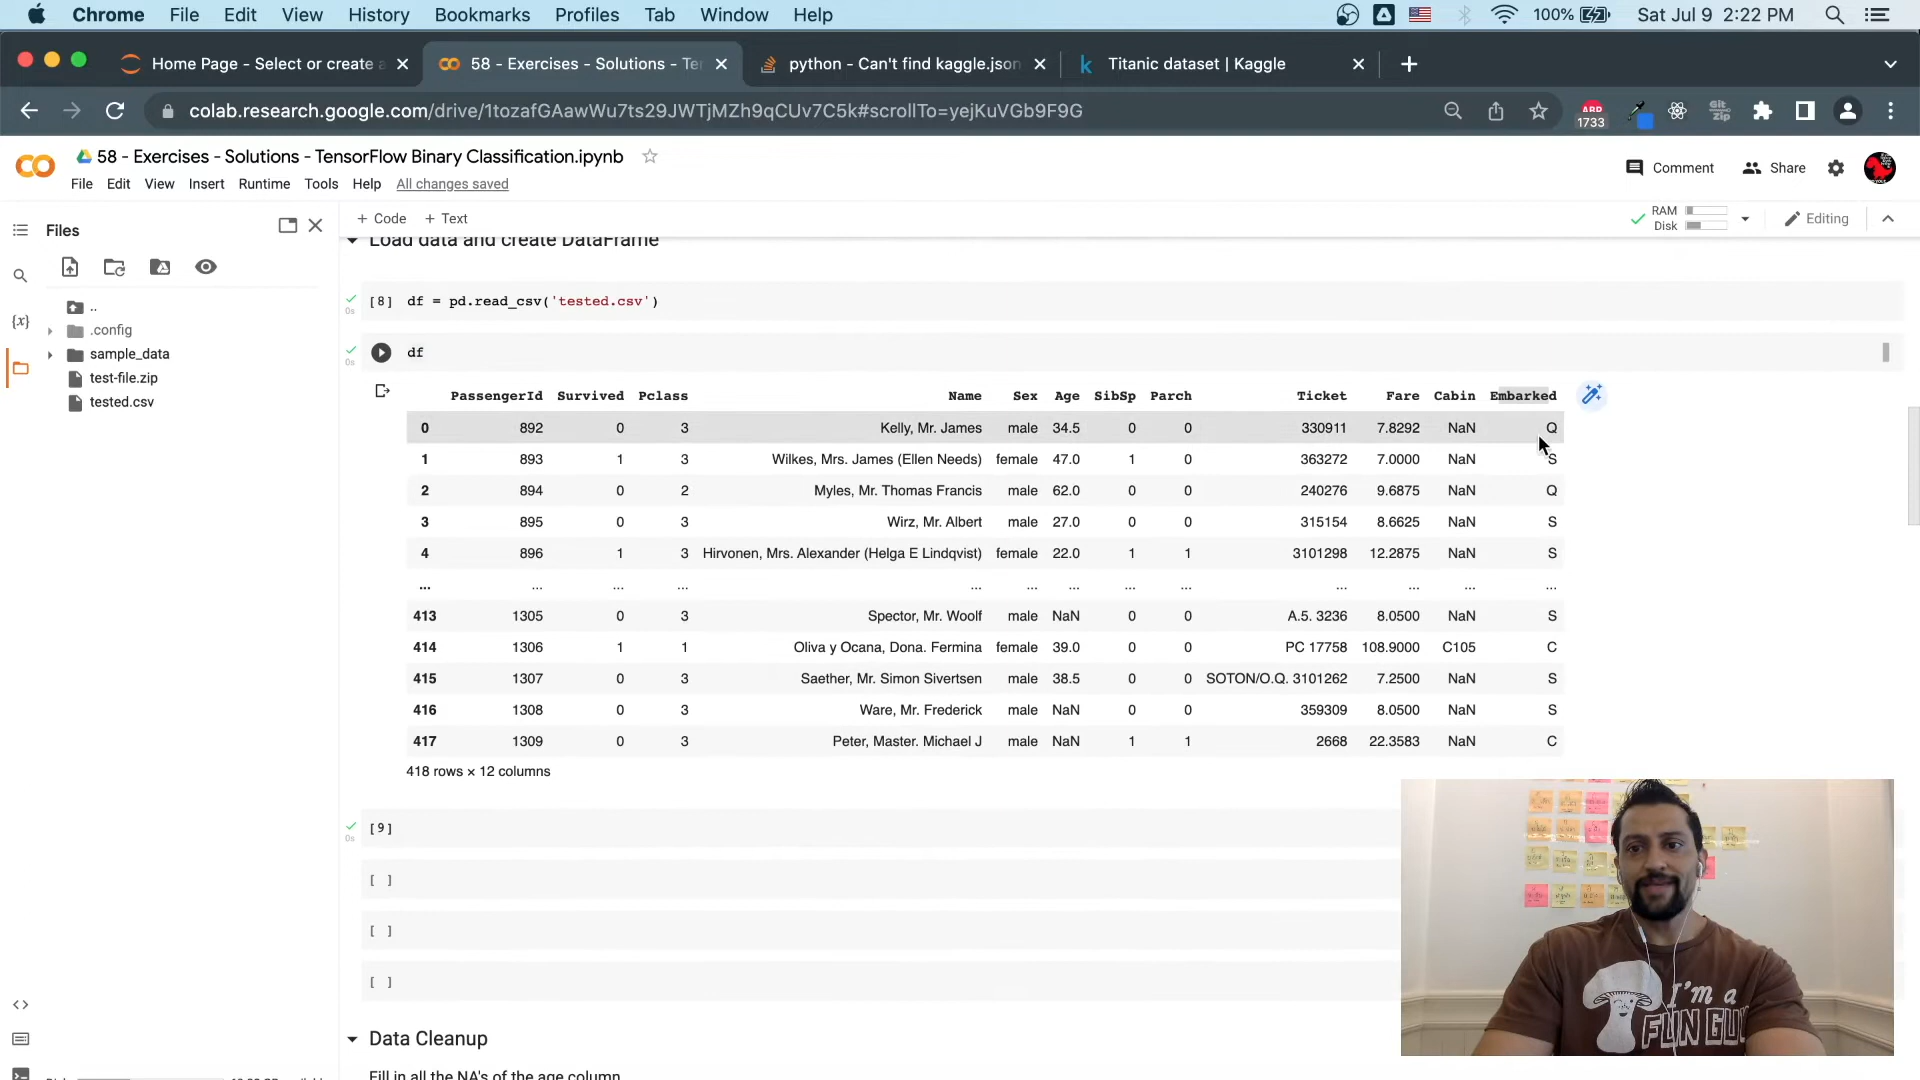 Chrome File Edit View History Bookmarks Profiles Tab Window Help 100% Sat Jul 9 2:22 PM
Home Page - Select or create a 58 - Exercises - Solutions - Te python - Can't find kaggle.json Titanic dataset | Kaggle
colab.research.google.com/drive/1tozafGAawWu7ts29JWTjMZh9qCUv7C5k#scrollTo=yejKuVGb9F9G ABP 1733 Git Zip
58 - Exercises - Solutions - TensorFlow Binary Classification.ipynb Comment Share
File Edit View Insert Runtime Tools Help All changes saved
Files + Code + Text RAM Disk Editing
Load data and create DataFrame
[8] df = pd.read_csv('tested.csv')
0s
..
.config
sample_data
test-file.zip
tested.csv
df
0s
PassengerId Survived Pclass Name Sex Age SibSp Parch Ticket Fare Cabin Embarked
0 892 0 3 Kelly, Mr. James male 34.5 0 0 330911 7.8292 NaN Q
1 893 1 3 Wilkes, Mrs. James (Ellen Needs) female 47.0 1 0 363272 7.0000 NaN S
2 894 0 2 Myles, Mr. Thomas Francis male 62.0 0 0 240276 9.6875 NaN Q
3 895 0 3 Wirz, Mr. Albert male 27.0 0 0 315154 8.6625 NaN S
4 896 1 3 Hirvonen, Mrs. Alexander (Helga E Lindqvist) female 22.0 1 1 3101298 12.2875 NaN S
... ... ... ... ... ... ... ... ... ... ... ... ...
413 1305 0 3 Spector, Mr. Woolf male NaN 0 0 A.5. 3236 8.0500 NaN S
414 1306 1 1 Oliva y Ocana, Dona. Fermina female 39.0 0 0 PC 17758 108.9000 C105 C
415 1307 0 3 Saether, Mr. Simon Sivertsen male 38.5 0 0 SOTON/O.Q. 3101262 7.2500 NaN S
416 1308 0 3 Ware, Mr. Frederick male NaN 0 0 359309 8.0500 NaN S
417 1309 0 3 Peter, Master. Michael J male NaN 1 1 2668 22.3583 NaN C
418 rows × 12 columns
[9]
0s
[ ]
[ ]
[ ]
Data Cleanup
Fill in all the NA's of the age column
I'm a
FUN GU